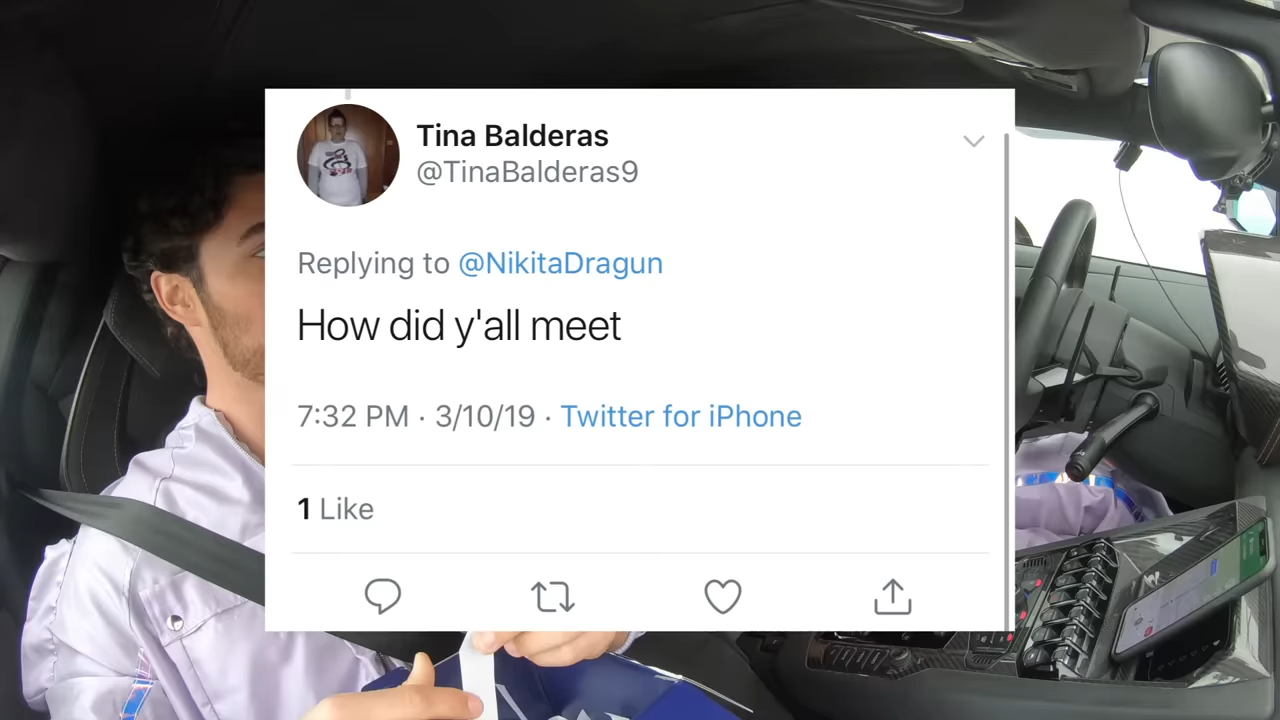 Tina Balderas
@TinaBalderas9
Replying to @NikitaDragun
How did y'all meet
7:32 PM · 3/10/19 · Twitter for iPhone
1 Like